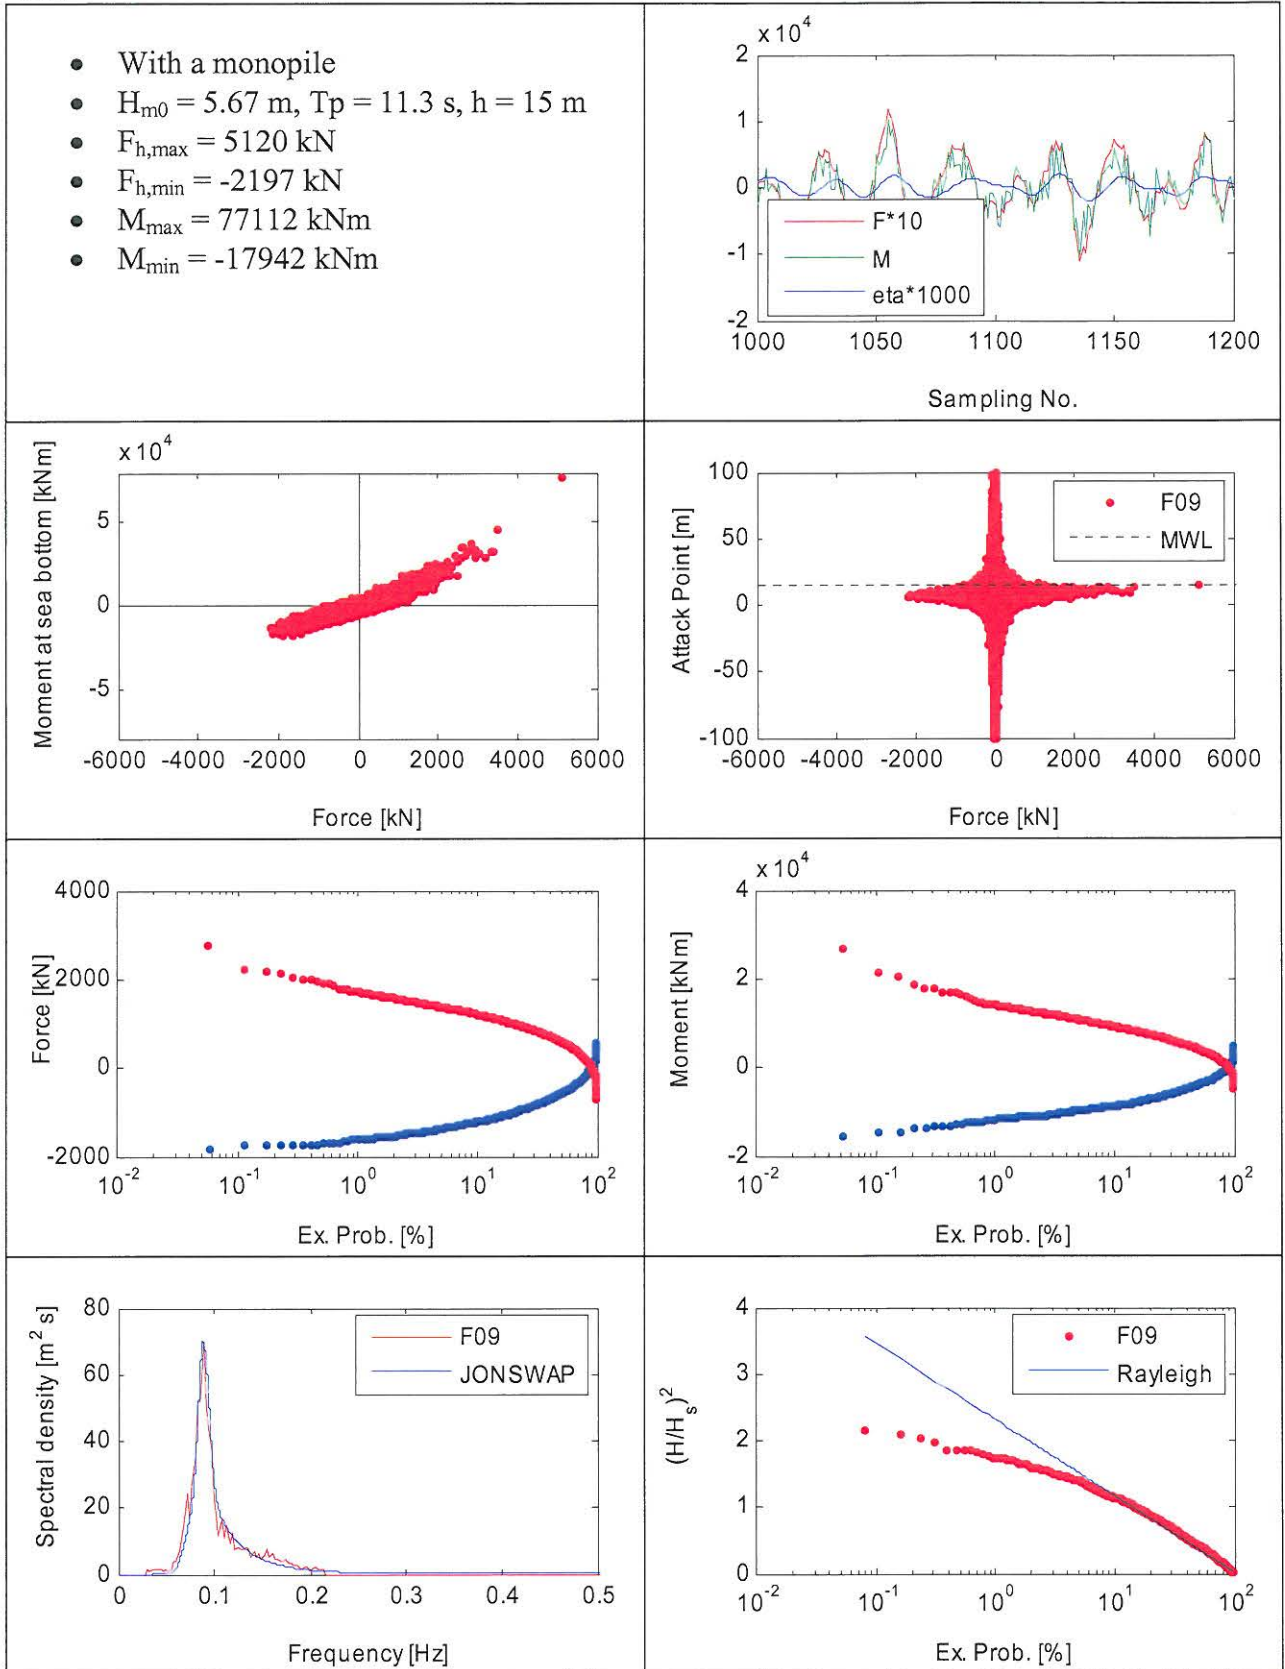 • With a monopile
• Hm0 = 5.67 m, Tp = 11.3 s, h = 15 m
• Fh,max = 5120 kN
• Fh,min = -2197 kN
• Mmax = 77112 kNm
• Mmin = -17942 kNm
x 10^4
2
1
0
-1
-2
F*10
M
eta*1000
1000 1050 1100 1150 1200
Sampling No.
x 10^4
Moment at sea bottom [kNm]
5
0
-5
-6000 -4000 -2000 0 2000 4000 6000
Force [kN]
Attack Point [m]
100
50
0
-50
-100
F09
MWL
-6000 -4000 -2000 0 2000 4000 6000
Force [kN]
Force [kN]
4000
2000
0
-2000
10^-2 10^-1 10^0 10^1 10^2
Ex. Prob. [%]
x 10^4
Moment [kNm]
4
2
0
-2
10^-2 10^-1 10^0 10^1 10^2
Ex. Prob. [%]
Spectral density [m^2 s]
80
60
40
20
0
F09
JONSWAP
0 0.1 0.2 0.3 0.4 0.5
Frequency [Hz]
(H/Hs)^2
4
3
2
1
0
F09
Rayleigh
10^-2 10^-1 10^0 10^1 10^2
Ex. Prob. [%]